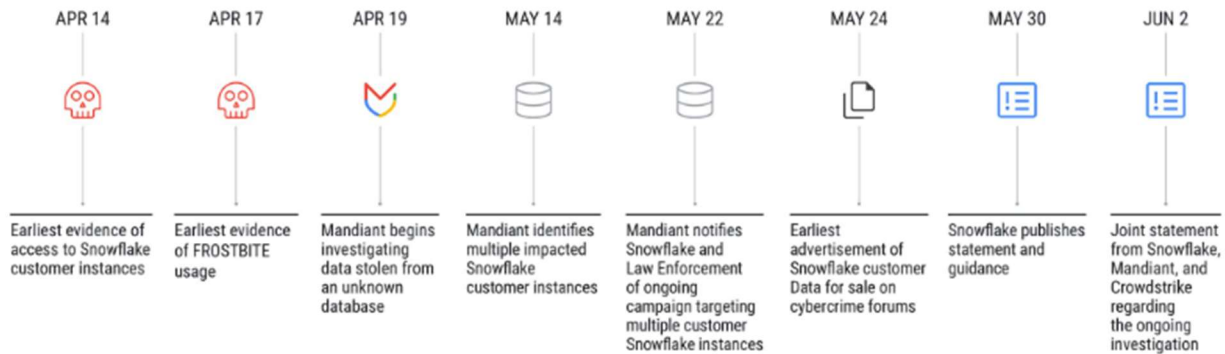 APR 14
APR 17
APR 19
MAY 14
MAY 22
MAY 24
MAY 30
JUN 2
Earliest evidence of
access to Snowflake
customer instances
Earliest evidence
of FROSTBITE
usage
Mandiant begins
investigating
data stolen from
an unknown
database
Mandiant identifies
multiple impacted
Snowflake
customer instances
Mandiant notifies
Snowflake and
Law Enforcement
of ongoing
campaign targeting
multiple customer
Snowflake instances
Earliest
advertisement of
Snowflake customer
Data for sale on
cybercrime forums
Snowflake publishes
statement and
guidance
Joint statement
from Snowflake,
Mandiant, and
Crowdstrike
regarding
the ongoing
investigation